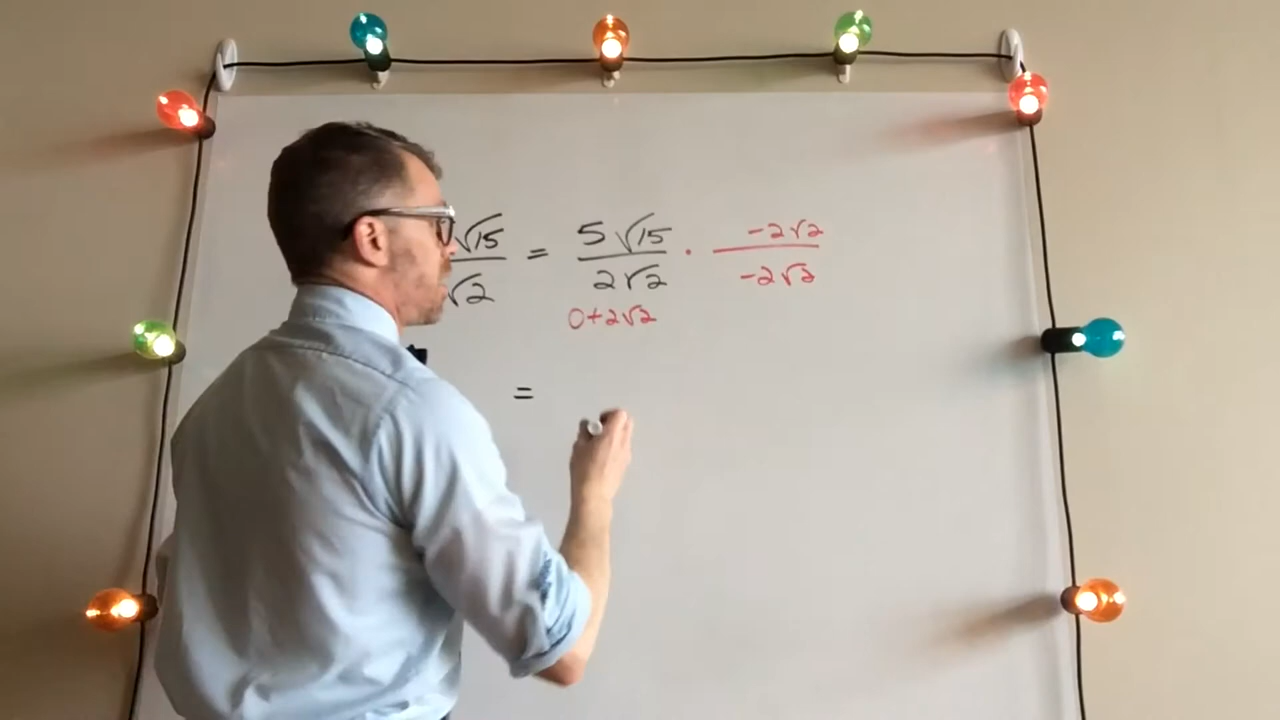 √15 = 5√15 · -2√2
√2 2√2 -2√2
0+2√2
=